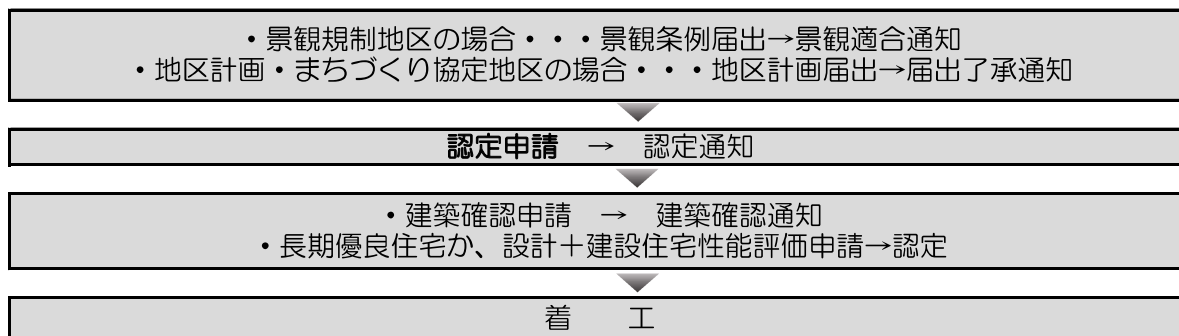 ・景観規制地区の場合・・・景観条例届出→景観適合通知
・地区計画・まちづくり協定地区の場合・・・地区計画届出→届出了承通知
認定申請　→　認定通知
・建築確認申請　→　建築確認通知
・長期優良住宅か、設計＋建設住宅性能評価申請→認定
着　　工